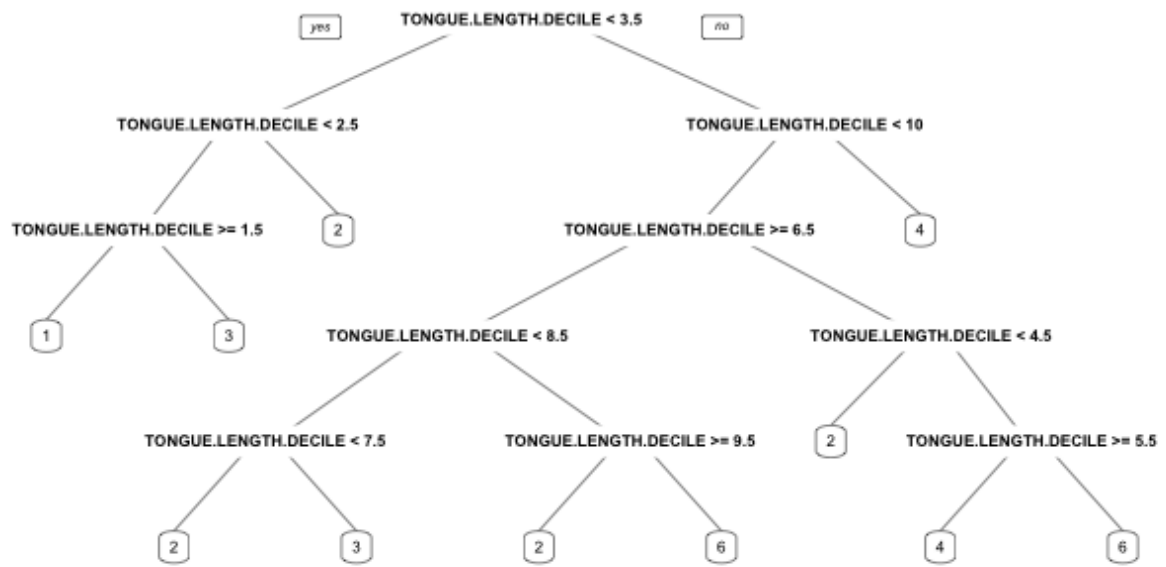 yes
TONGUE.LENGTH.DECILE < 3.5
no
TONGUE.LENGTH.DECILE < 2.5
TONGUE.LENGTH.DECILE < 10
TONGUE.LENGTH.DECILE >= 1.5
2
TONGUE.LENGTH.DECILE >= 6.5
4
1
3
TONGUE.LENGTH.DECILE < 8.5
TONGUE.LENGTH.DECILE < 4.5
TONGUE.LENGTH.DECILE < 7.5
TONGUE.LENGTH.DECILE >= 9.5
2
TONGUE.LENGTH.DECILE >= 5.5
2
3
2
6
4
6